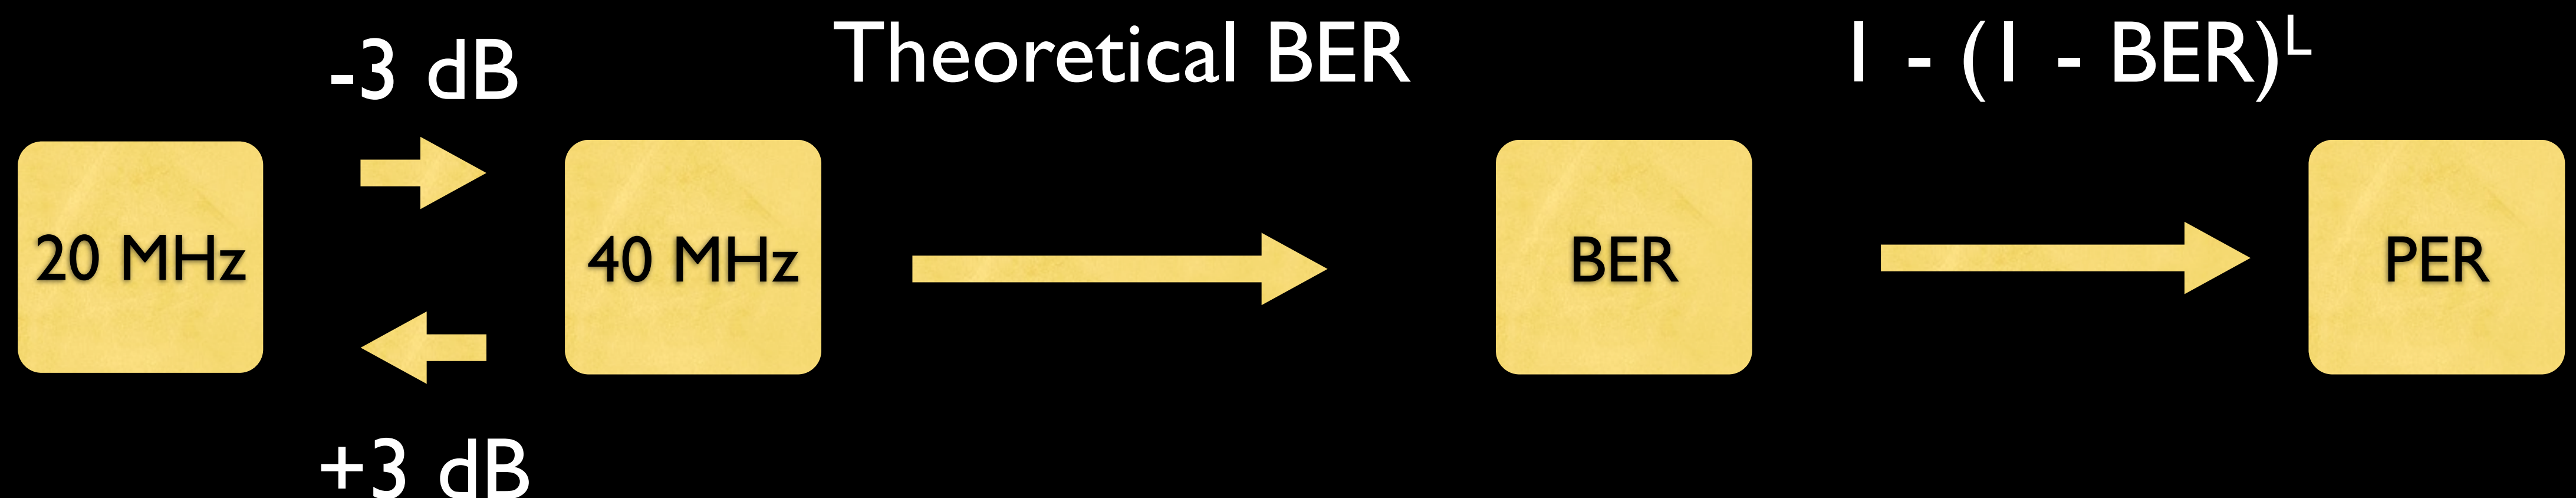 -3 dB
Theoretical BER
1 - (1 - BER)^L
20 MHz
40 MHz
BER
PER
+3 dB